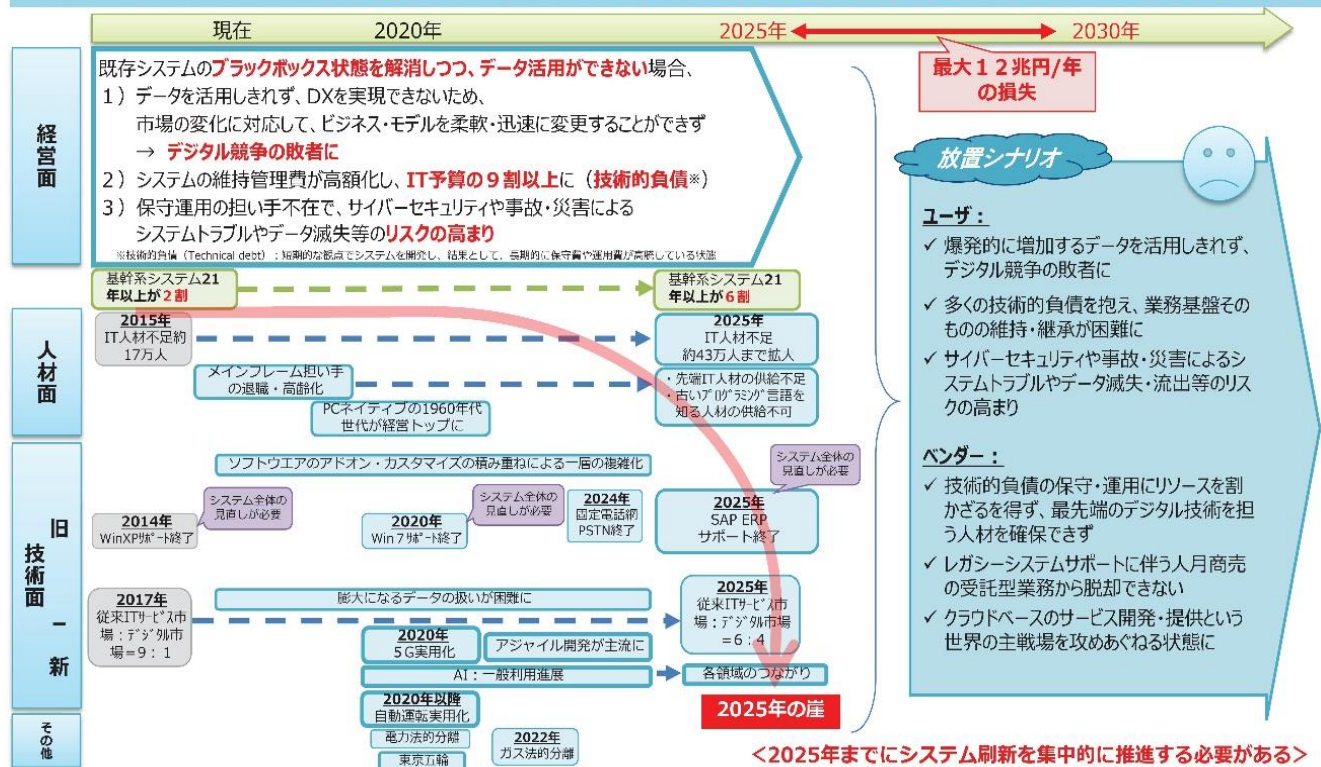 現在
2020年
2025年
2030年
最大12兆円/年
の損失
経営面
既存システムのブラックボックス状態を解消しつつ、データ活用ができない場合、
1）データを活用しきれず、DXを実現できないため、
市場の変化に対応して、ビジネス・モデルを柔軟・迅速に変更することができず
→ デジタル競争の敗者に
2）システムの維持管理費が高額化し、IT予算の9割以上に（技術的負債※）
3）保守運用の担い手不在で、サイバーセキュリティや事故・災害による
システムトラブルやデータ滅失等のリスクの高まり
※技術的負債（Technical debt）：短期的な観点でシステムを開発し、結果として、長期的に保守費や運用費が高騰している状態
基幹系システム21
年以上が2割
基幹系システム21
年以上が6割
人材面
2015年
IT人材不足約
17万人
2025年
IT人材不足
約43万人まで拡大
メインフレーム担い手
の退職・高齢化
・先端IT人材の供給不足
・古いプログラミング言語を
知る人材の供給不可
PCネイティブの1960年代
世代が経営トップに
技術面
旧
－
新
ソフトウエアのアドオン・カスタマイズの積み重ねによる一層の複雑化
システム全体の
見直しが必要
2014年
WinXPサポート終了
システム全体の
見直しが必要
2020年
Win7サポート終了
2024年
固定電話網
PSTN終了
システム全体の
見直しが必要
2025年
SAP ERP
サポート終了
2017年
従来ITサービス市
場：デジタル市
場＝9：1
膨大になるデータの扱いが困難に
2025年
従来ITサービス市
場：デジタル市場
＝6：4
2020年
5G実用化
アジャイル開発が主流に
AI：一般利用進展
各領域のつながり
2020年以降
自動運転実用化
2025年の崖
その他
電力法的分離
東京五輪
2022年
ガス法的分離
放置シナリオ
ユーザ：
✓ 爆発的に増加するデータを活用しきれず、
デジタル競争の敗者に
✓ 多くの技術的負債を抱え、業務基盤そ​の
ものの維持・継承が困難に
✓ サイバーセキュリティや事故・災害によるシ
ステムトラブルやデータ滅失・流出等のリス
クの高まり
ベンダー：
✓ 技術的負債の保守・運用にリソースを割
かざるを得ず、最先端のデジタル技術を担
う人材を確保できず
✓ レガシーシステムサポートに伴う人月商売
の受託型業務から脱却できない
✓ クラウドベースのサービス開発・提供という
世界の主戦場を攻めあぐねる状態に
＜2025年までにシステム刷新を集中的に推進する必要がある＞